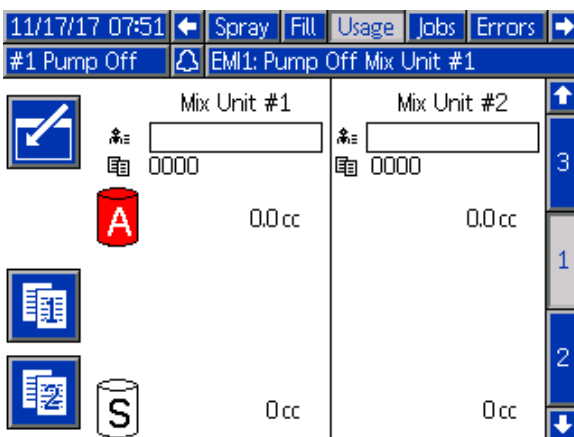 11/17/17 07:51 Spray Fill Usage Jobs Errors
#1 Pump Off EMI1: Pump Off Mix Unit #1
Mix Unit #1 Mix Unit #2
0000 0000
3
A 0.0 cc 0.0 cc
1
1
2
2
S 0 cc 0 cc